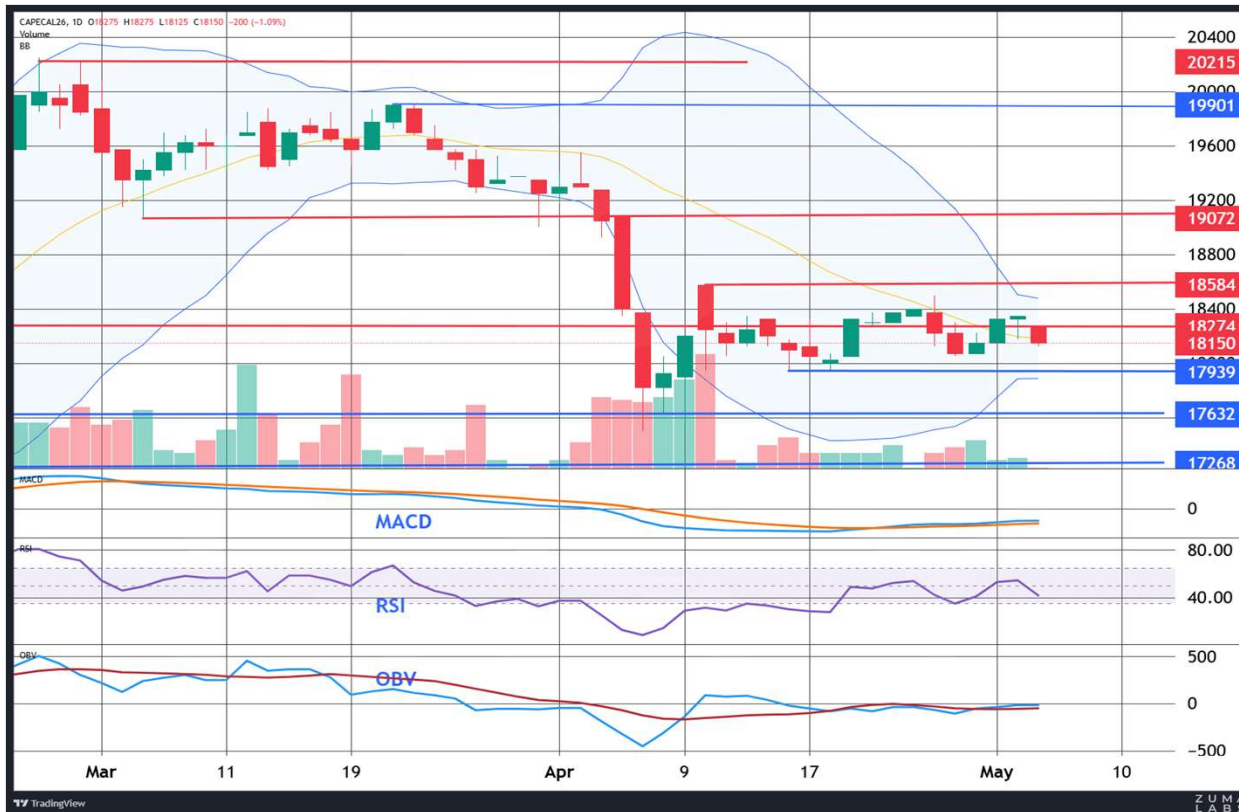 CAPECAL26, 1D O18275 H18275 L18125 C18150 −200 (−1.09%)
Volume
BB
20400
20215
20000
19901
19600
19200
19072
18800
18584
18400
18274
18150
18000
17939
17632
17268
MACD
MACD
0
RSI
80.00
RSI
40.00
OBV
500
OBV
0
−500
Mar 11 19 Apr 9 17 May 10
TradingView
ZUMA
LABS